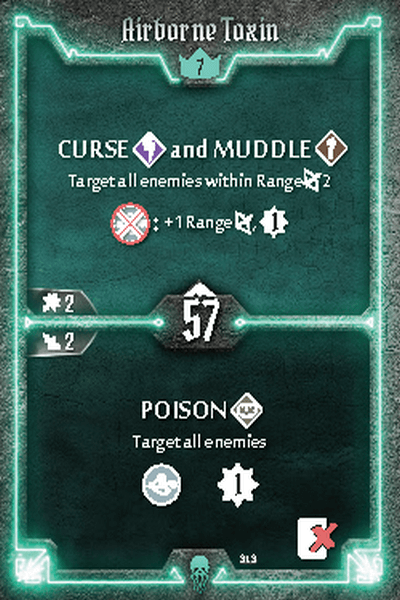 Airborne Toxin
7
CURSE and MUDDLE
Target all enemies within Range 2
: +1 Range , 1
2
57
2
POISON
Target all enemies
1
313